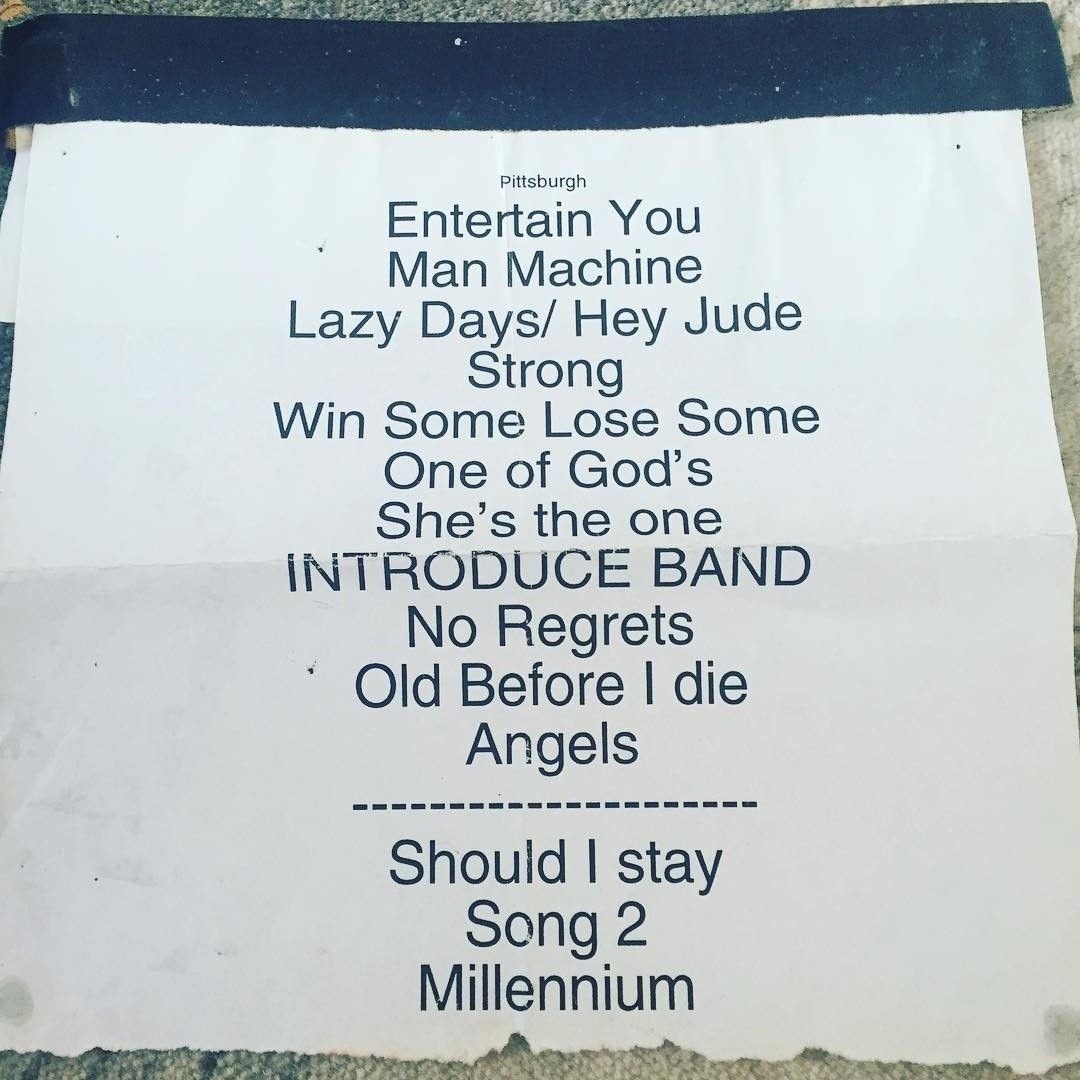 Pittsburgh
Entertain You
Man Machine
Lazy Days/ Hey Jude
Strong
Win Some Lose Some
One of God's
She's the one
INTRODUCE BAND
No Regrets
Old Before I die
Angels
---------------------
Should I stay
Song 2
Millennium